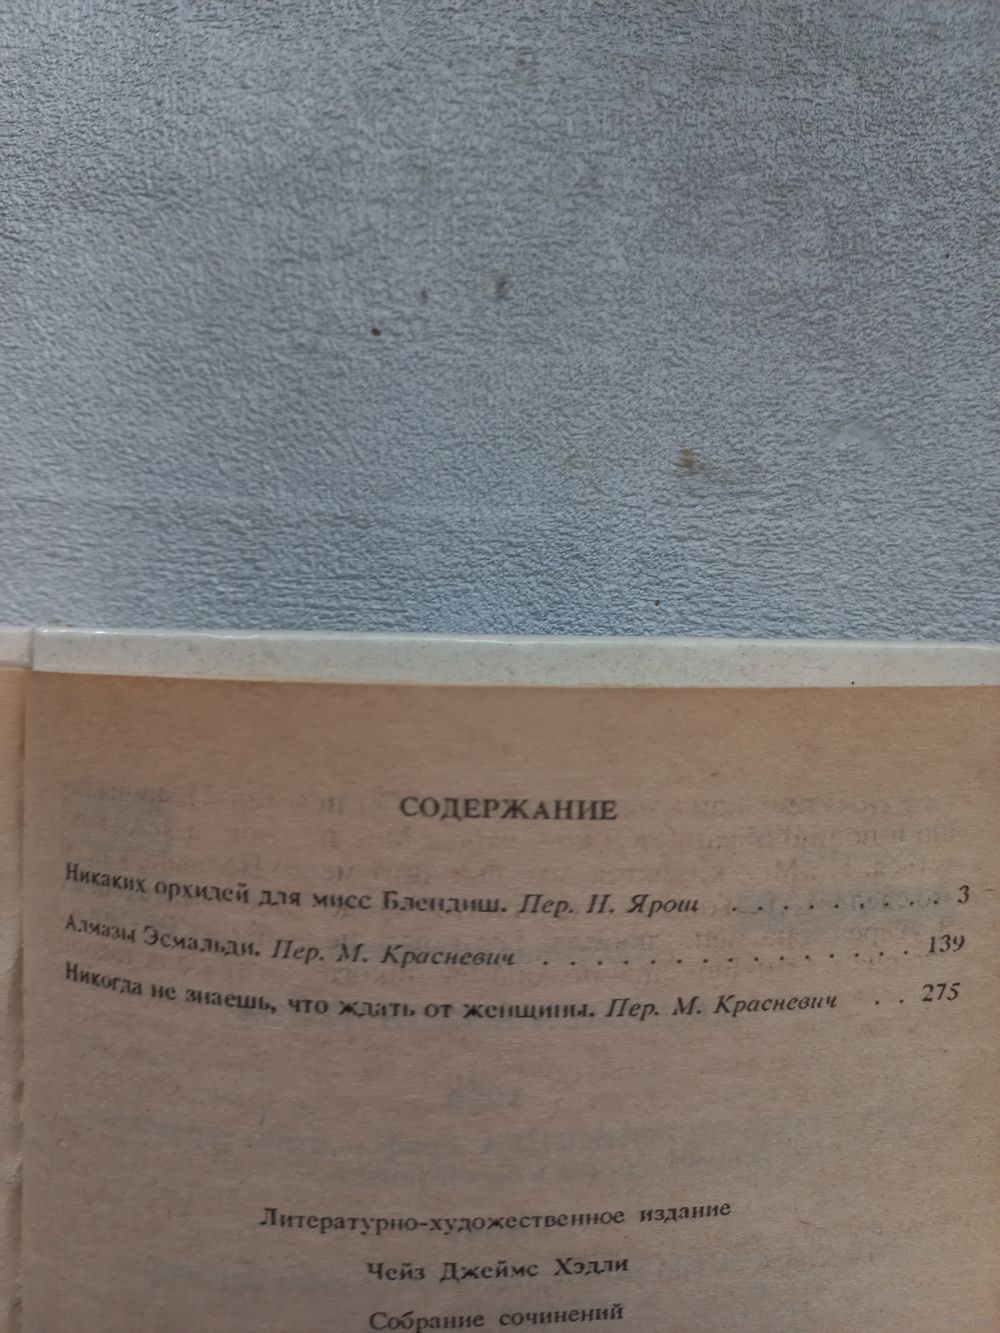 СОДЕРЖАНИЕ
Никаких орхидей для мисс Блендиш. Пер. Н. Ярош . . . . . . . . . 3
Алмазы Эсмальди. Пер. М. Красневич . . . . . . . . . . . . . . 139
Никогда не знаешь, что ждать от женщины. Пер. М. Красневич . . 275
Литературно-художественное издание
Чейз Джеймс Хэдли
Собрание сочинений